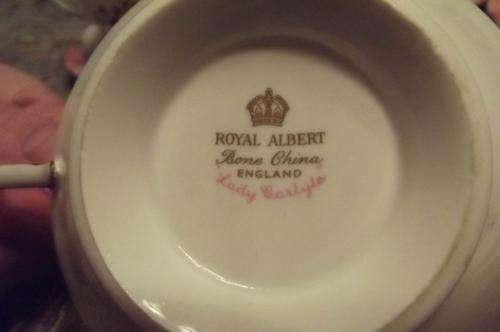 ROYAL ALBERT
Bone China
ENGLAND
Lady Carlyle